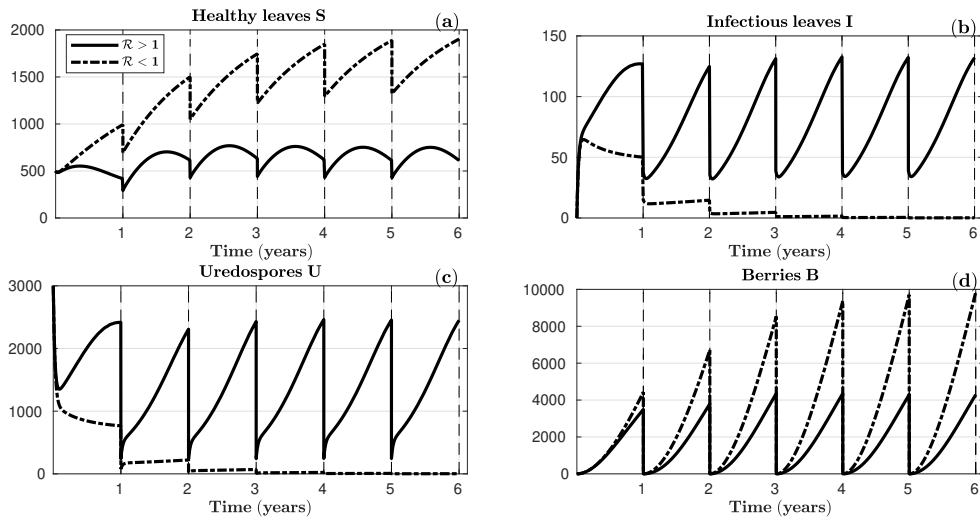 Healthy leaves S
(a)
2000
1500
1000
500
0
ℛ > 1
ℛ < 1
1 2 3 4 5 6
Time (years)
Infectious leaves I
(b)
150
100
50
0
1 2 3 4 5 6
Time (years)
Uredospores U
(c)
3000
2000
1000
0
1 2 3 4 5 6
Time (years)
Berries B
(d)
10000
8000
6000
4000
2000
0
1 2 3 4 5 6
Time (years)